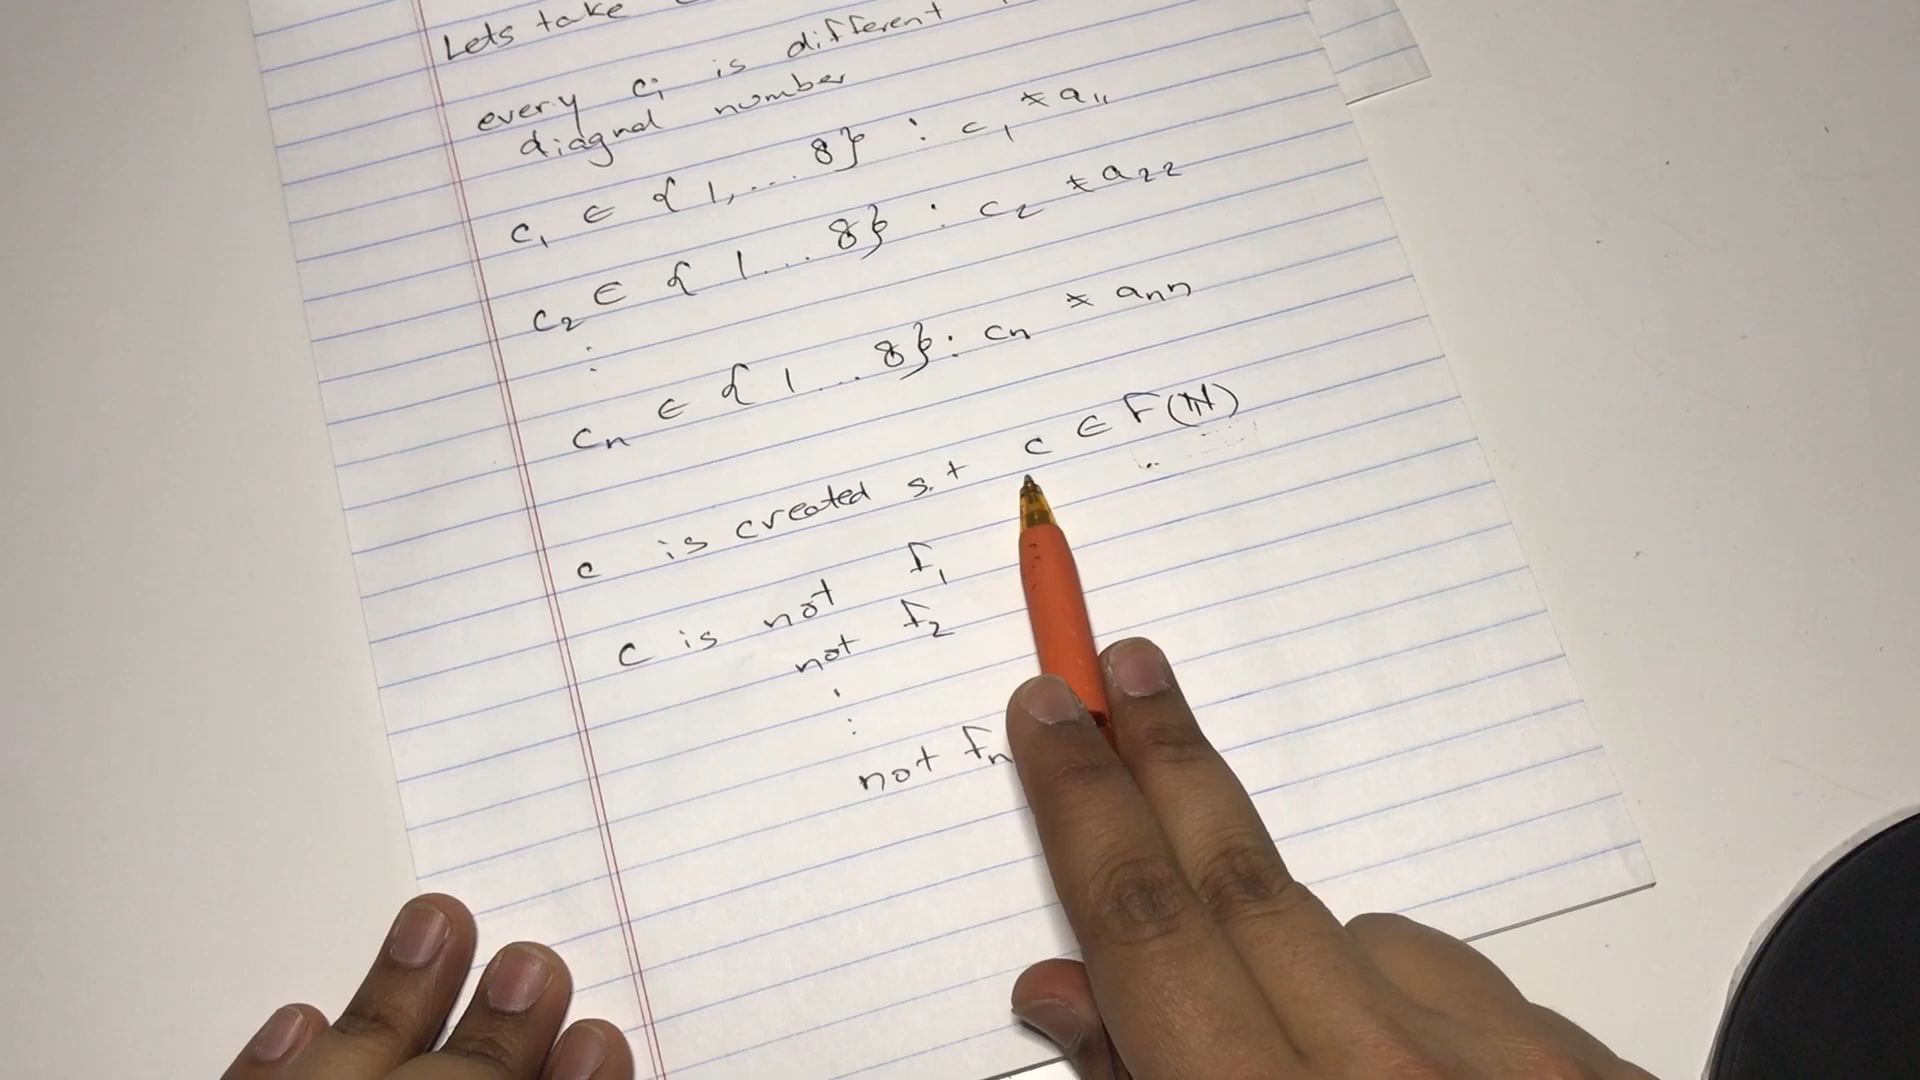 Lets take
every ci is different
diagnal number
c1 ∈ {1,...8} : c1 ≠ a11
c2 ∈ {1...8} : c2 ≠ a22
:
cn ∈ {1...8} : cn ≠ ann
c is created s.t c ∈ F(ℕ)
c is not f1
not f2
:
not fn